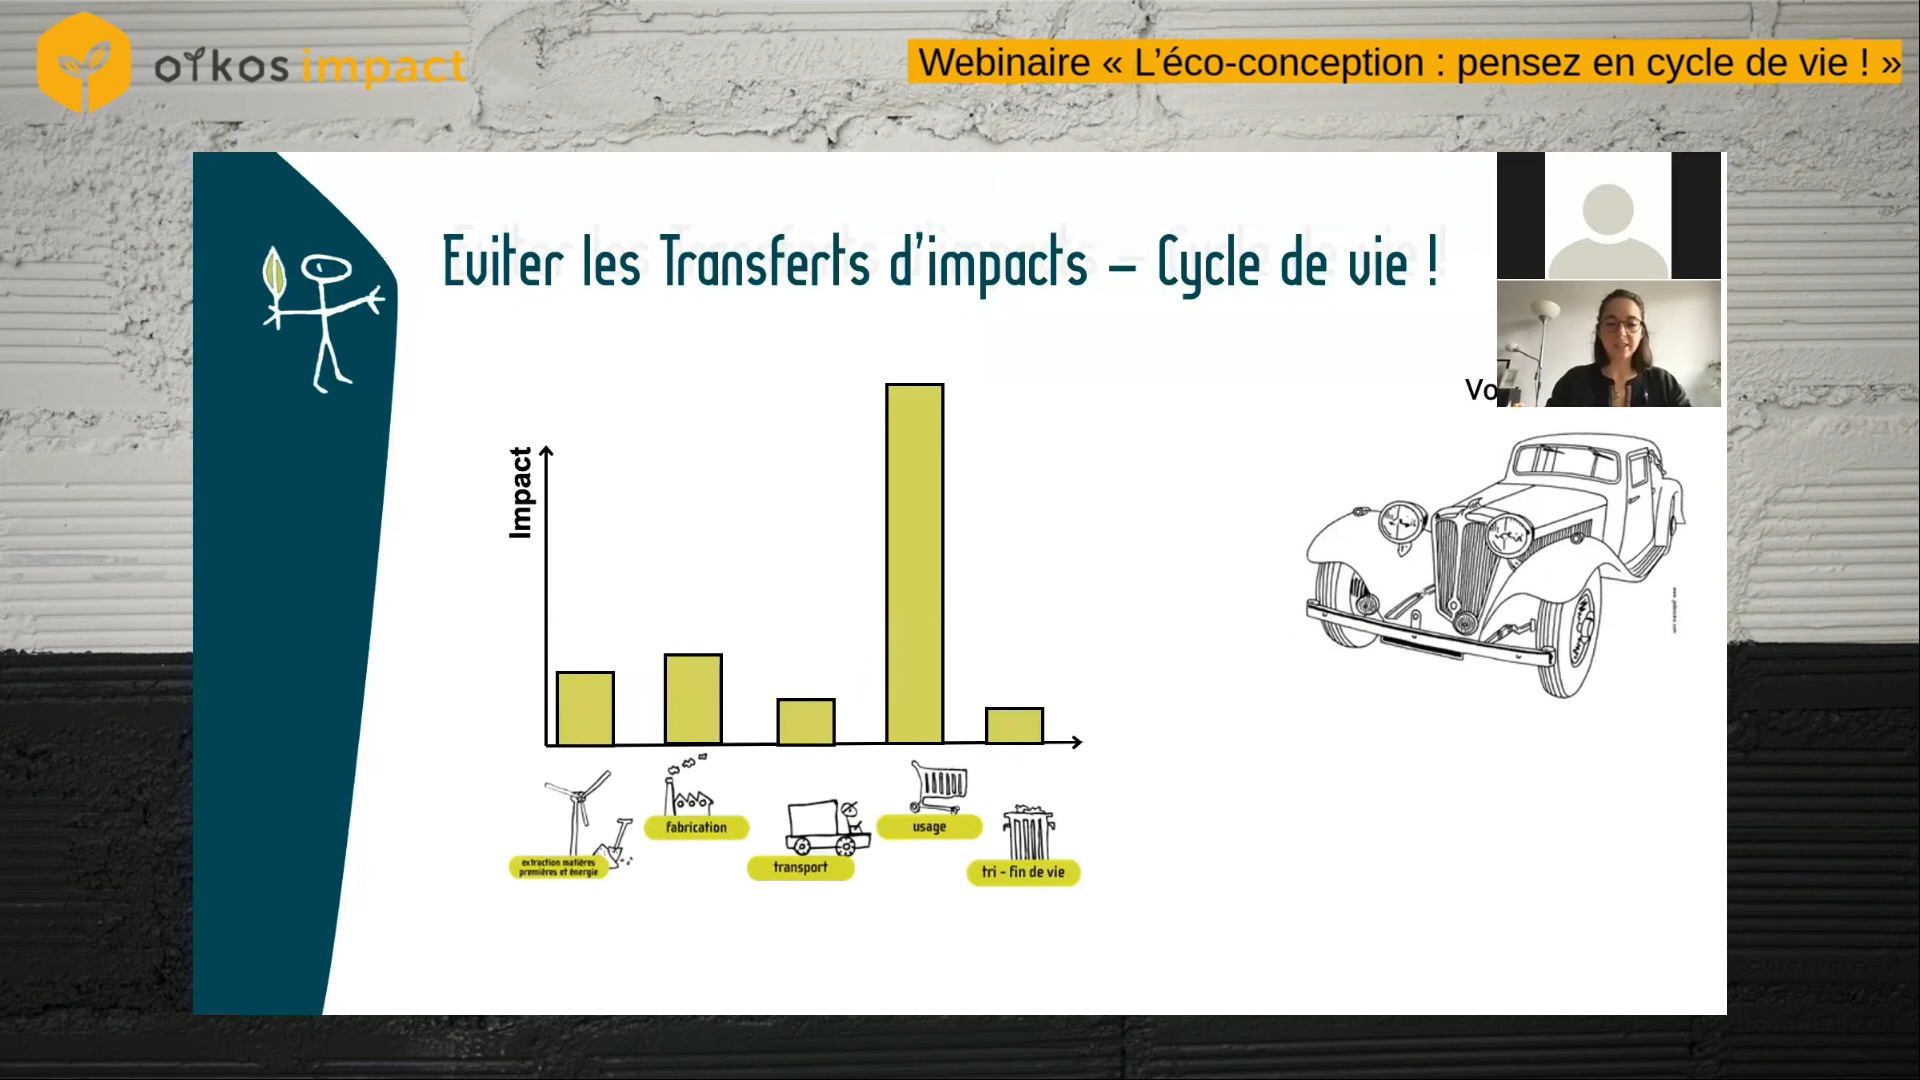 oikos impact
Webinaire « L’éco-conception : pensez en cycle de vie ! »
Eviter les Transferts d’impacts – Cycle de vie !
Vo
Impact
extraction matières
premières et énergie
fabrication
transport
usage
tri - fin de vie